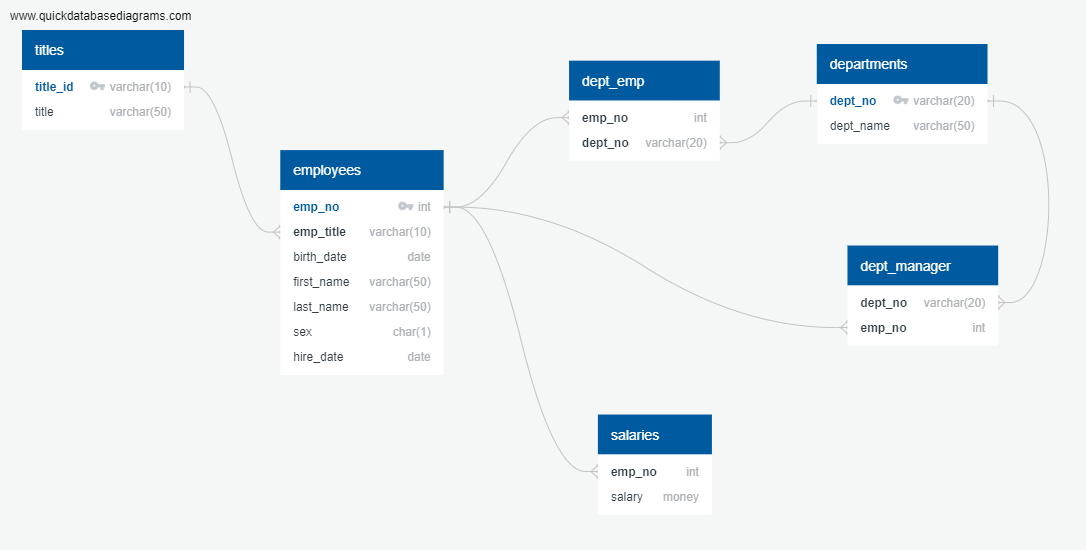 www.quickdatabasediagrams.com
titles
title_id varchar(10)
title varchar(50)
employees
emp_no int
emp_title varchar(10)
birth_date date
first_name varchar(50)
last_name varchar(50)
sex char(1)
hire_date date
dept_emp
emp_no int
dept_no varchar(20)
departments
dept_no varchar(20)
dept_name varchar(50)
dept_manager
dept_no varchar(20)
emp_no int
salaries
emp_no int
salary money